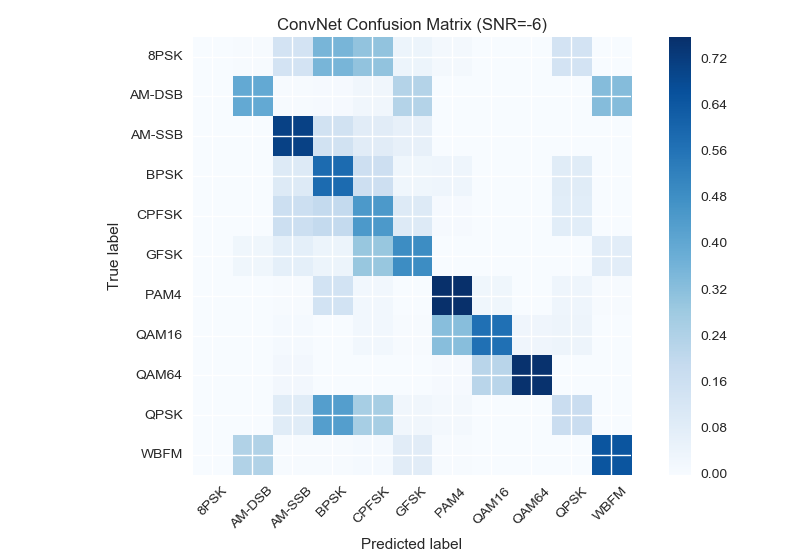 ConvNet Confusion Matrix (SNR=-6)
8PSK
AM-DSB
AM-SSB
BPSK
CPFSK
GFSK
PAM4
QAM16
QAM64
QPSK
WBFM
True label
8PSK
AM-DSB
AM-SSB
BPSK
CPFSK
GFSK
PAM4
QAM16
QAM64
QPSK
WBFM
Predicted label
0.72
0.64
0.56
0.48
0.40
0.32
0.24
0.16
0.08
0.00